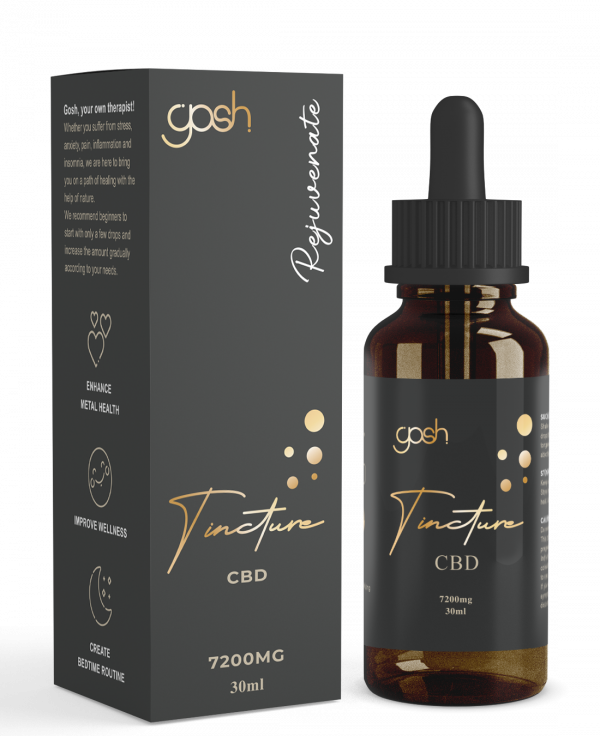 Gosh, your own therapist!
Whether you suffer from stress,
anxiety, pain, inflammation and
insomnia, we are here to bring
you on a path of healing with the
help of nature.
We recommend beginners to
start with only a few drops and
increase the amount gradually
according to your needs.
ENHANCE
METAL HEALTH
IMPROVE WELLNESS
CREATE
BEDTIME ROUTINE
gosh
Rejuvenate
Tincture
CBD
7200MG
30ml
gosh
Tincture
CBD
7200mg
30ml